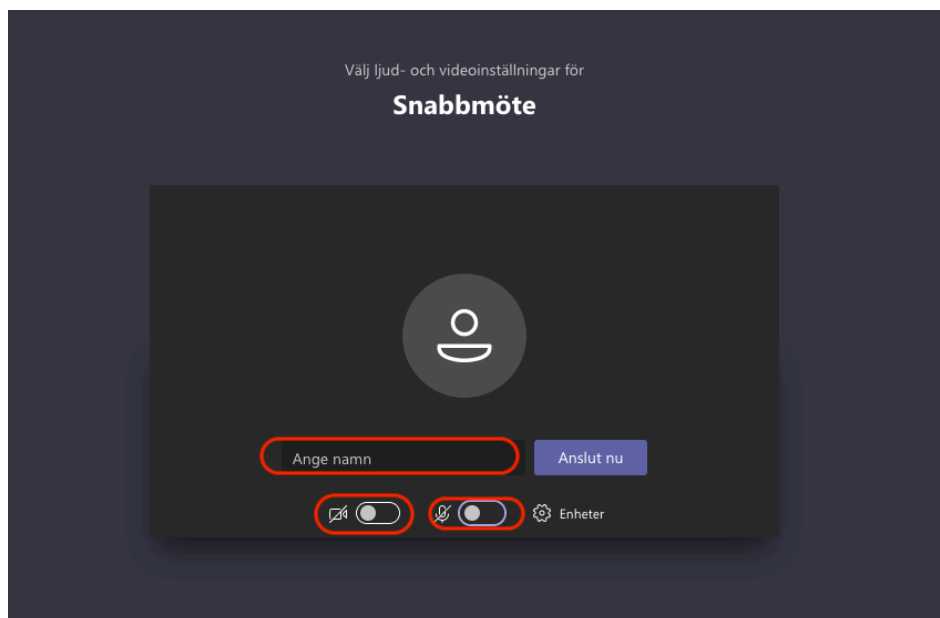 Välj ljud- och videoinställningar för
Snabbmöte
Ange namn
Anslut nu
Enheter